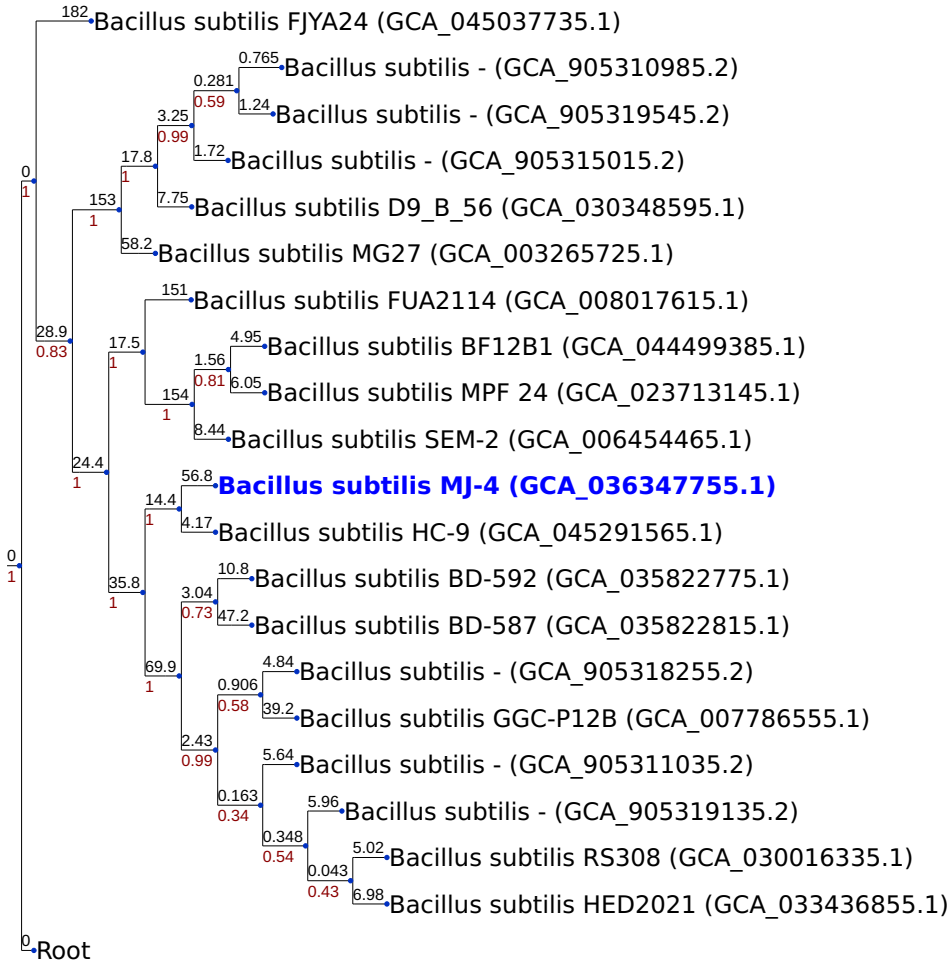 182
Bacillus subtilis FJYA24 (GCA_045037735.1)
0.765
Bacillus subtilis - (GCA_905310985.2)
0.281
0.59
1.24
Bacillus subtilis - (GCA_905319545.2)
3.25
0.99
1.72
Bacillus subtilis - (GCA_905315015.2)
17.8
1
7.75
Bacillus subtilis D9_B_56 (GCA_030348595.1)
0
1
153
1
58.2
Bacillus subtilis MG27 (GCA_003265725.1)
151
Bacillus subtilis FUA2114 (GCA_008017615.1)
28.9
0.83
17.5
1
4.95
Bacillus subtilis BF12B1 (GCA_044499385.1)
1.56
0.81
6.05
Bacillus subtilis MPF 24 (GCA_023713145.1)
154
1
8.44
Bacillus subtilis SEM-2 (GCA_006454465.1)
24.4
1
56.8
Bacillus subtilis MJ-4 (GCA_036347755.1)
14.4
1
4.17
Bacillus subtilis HC-9 (GCA_045291565.1)
0
1
35.8
1
10.8
Bacillus subtilis BD-592 (GCA_035822775.1)
3.04
0.73
47.2
Bacillus subtilis BD-587 (GCA_035822815.1)
69.9
1
4.84
Bacillus subtilis - (GCA_905318255.2)
0.906
0.58
39.2
Bacillus subtilis GGC-P12B (GCA_007786555.1)
2.43
0.99
5.64
Bacillus subtilis - (GCA_905311035.2)
0.163
0.34
5.96
Bacillus subtilis - (GCA_905319135.2)
0.348
0.54
5.02
Bacillus subtilis RS308 (GCA_030016335.1)
0.043
0.43
6.98
Bacillus subtilis HED2021 (GCA_033436855.1)
0
Root